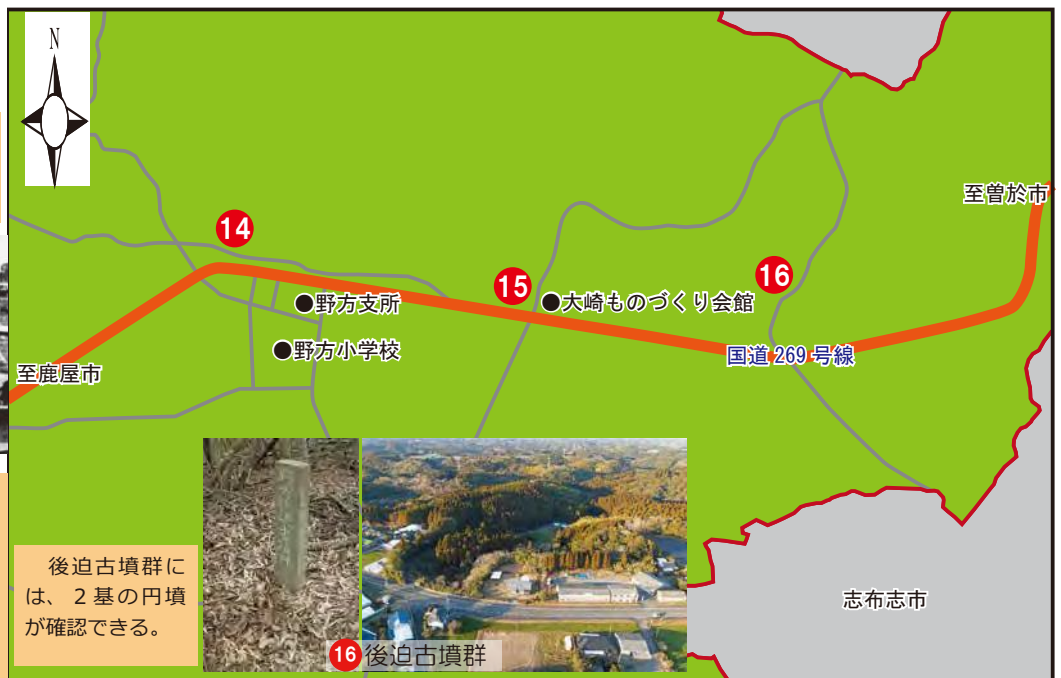 N
14
15
16
至曽於市
●野方支所
●大崎ものづくり会館
●野方小学校
国道269号線
至鹿屋市
後迫古墳群に
は、2基の円墳
が確認できる。
志布志市
16 後迫古墳群